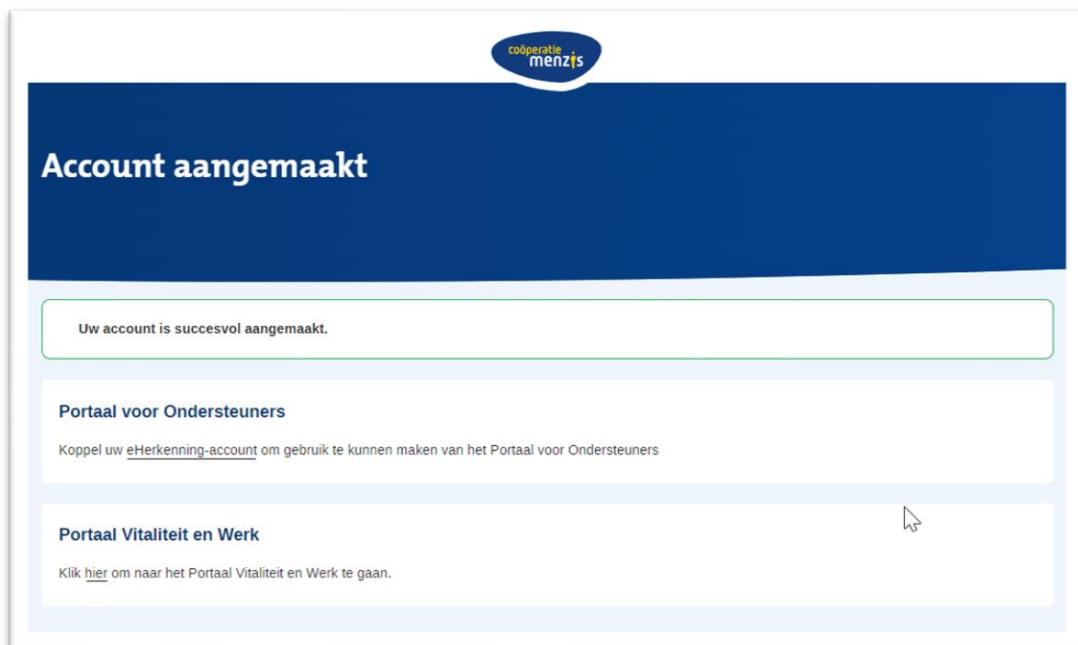 coöperatie
menzis
Account aangemaakt
Uw account is succesvol aangemaakt.
Portaal voor Ondersteuners
Koppel uw eHerkenning-account om gebruik te kunnen maken van het Portaal voor Ondersteuners
Portaal Vitaliteit en Werk
Klik hier om naar het Portaal Vitaliteit en Werk te gaan.